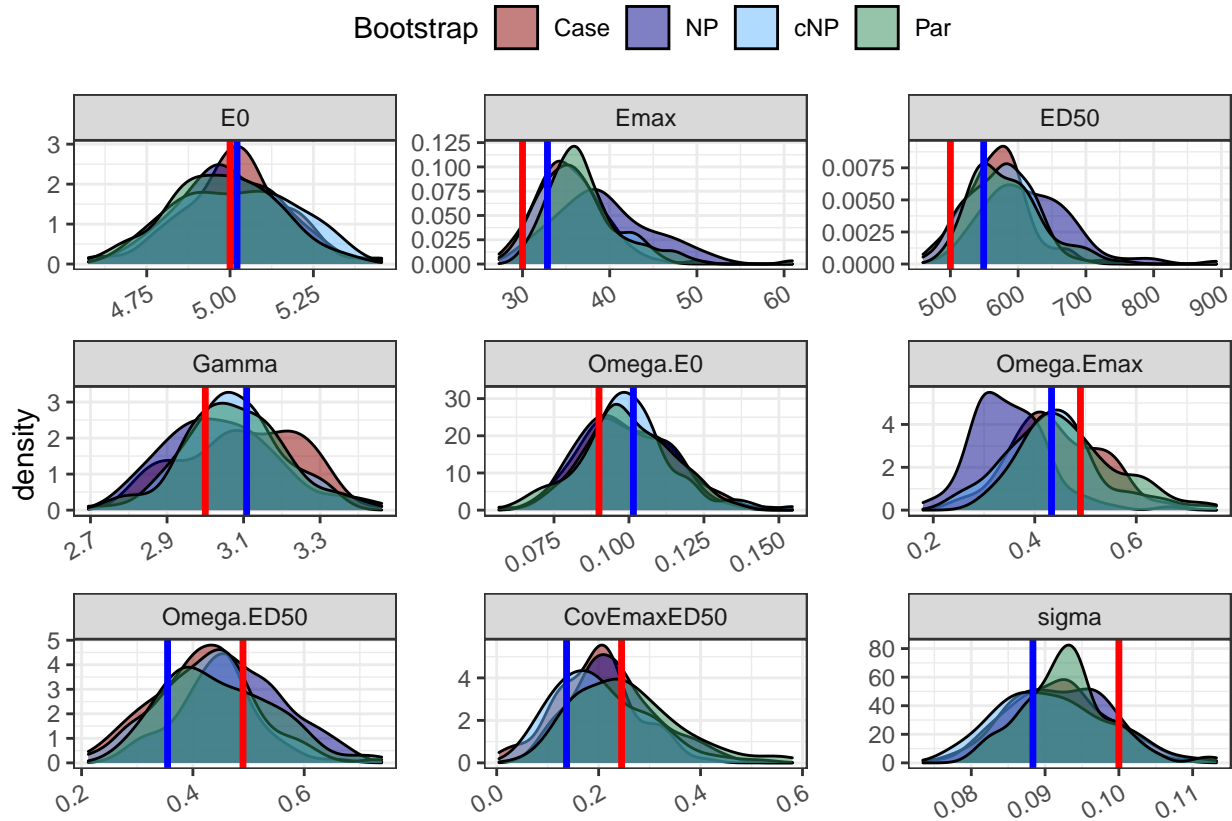 Bootstrap Case NP cNP Par
E0 Emax ED50
3
2
1
0
4.75 5.00 5.25
0.125
0.100
0.075
0.050
0.025
0.000
30 40 50 60
0.0075
0.0050
0.0025
0.0000
500 600 700 800 900
density
Gamma Omega.E0 Omega.Emax
3
2
1
0
2.7 2.9 3.1 3.3
30
20
10
0
0.075 0.100 0.125 0.150
4
2
0
0.2 0.4 0.6
Omega.ED50 CovEmaxED50 sigma
5
4
3
2
1
0
0.2 0.4 0.6
4
2
0
0.0 0.2 0.4 0.6
80
60
40
20
0
0.08 0.09 0.10 0.11